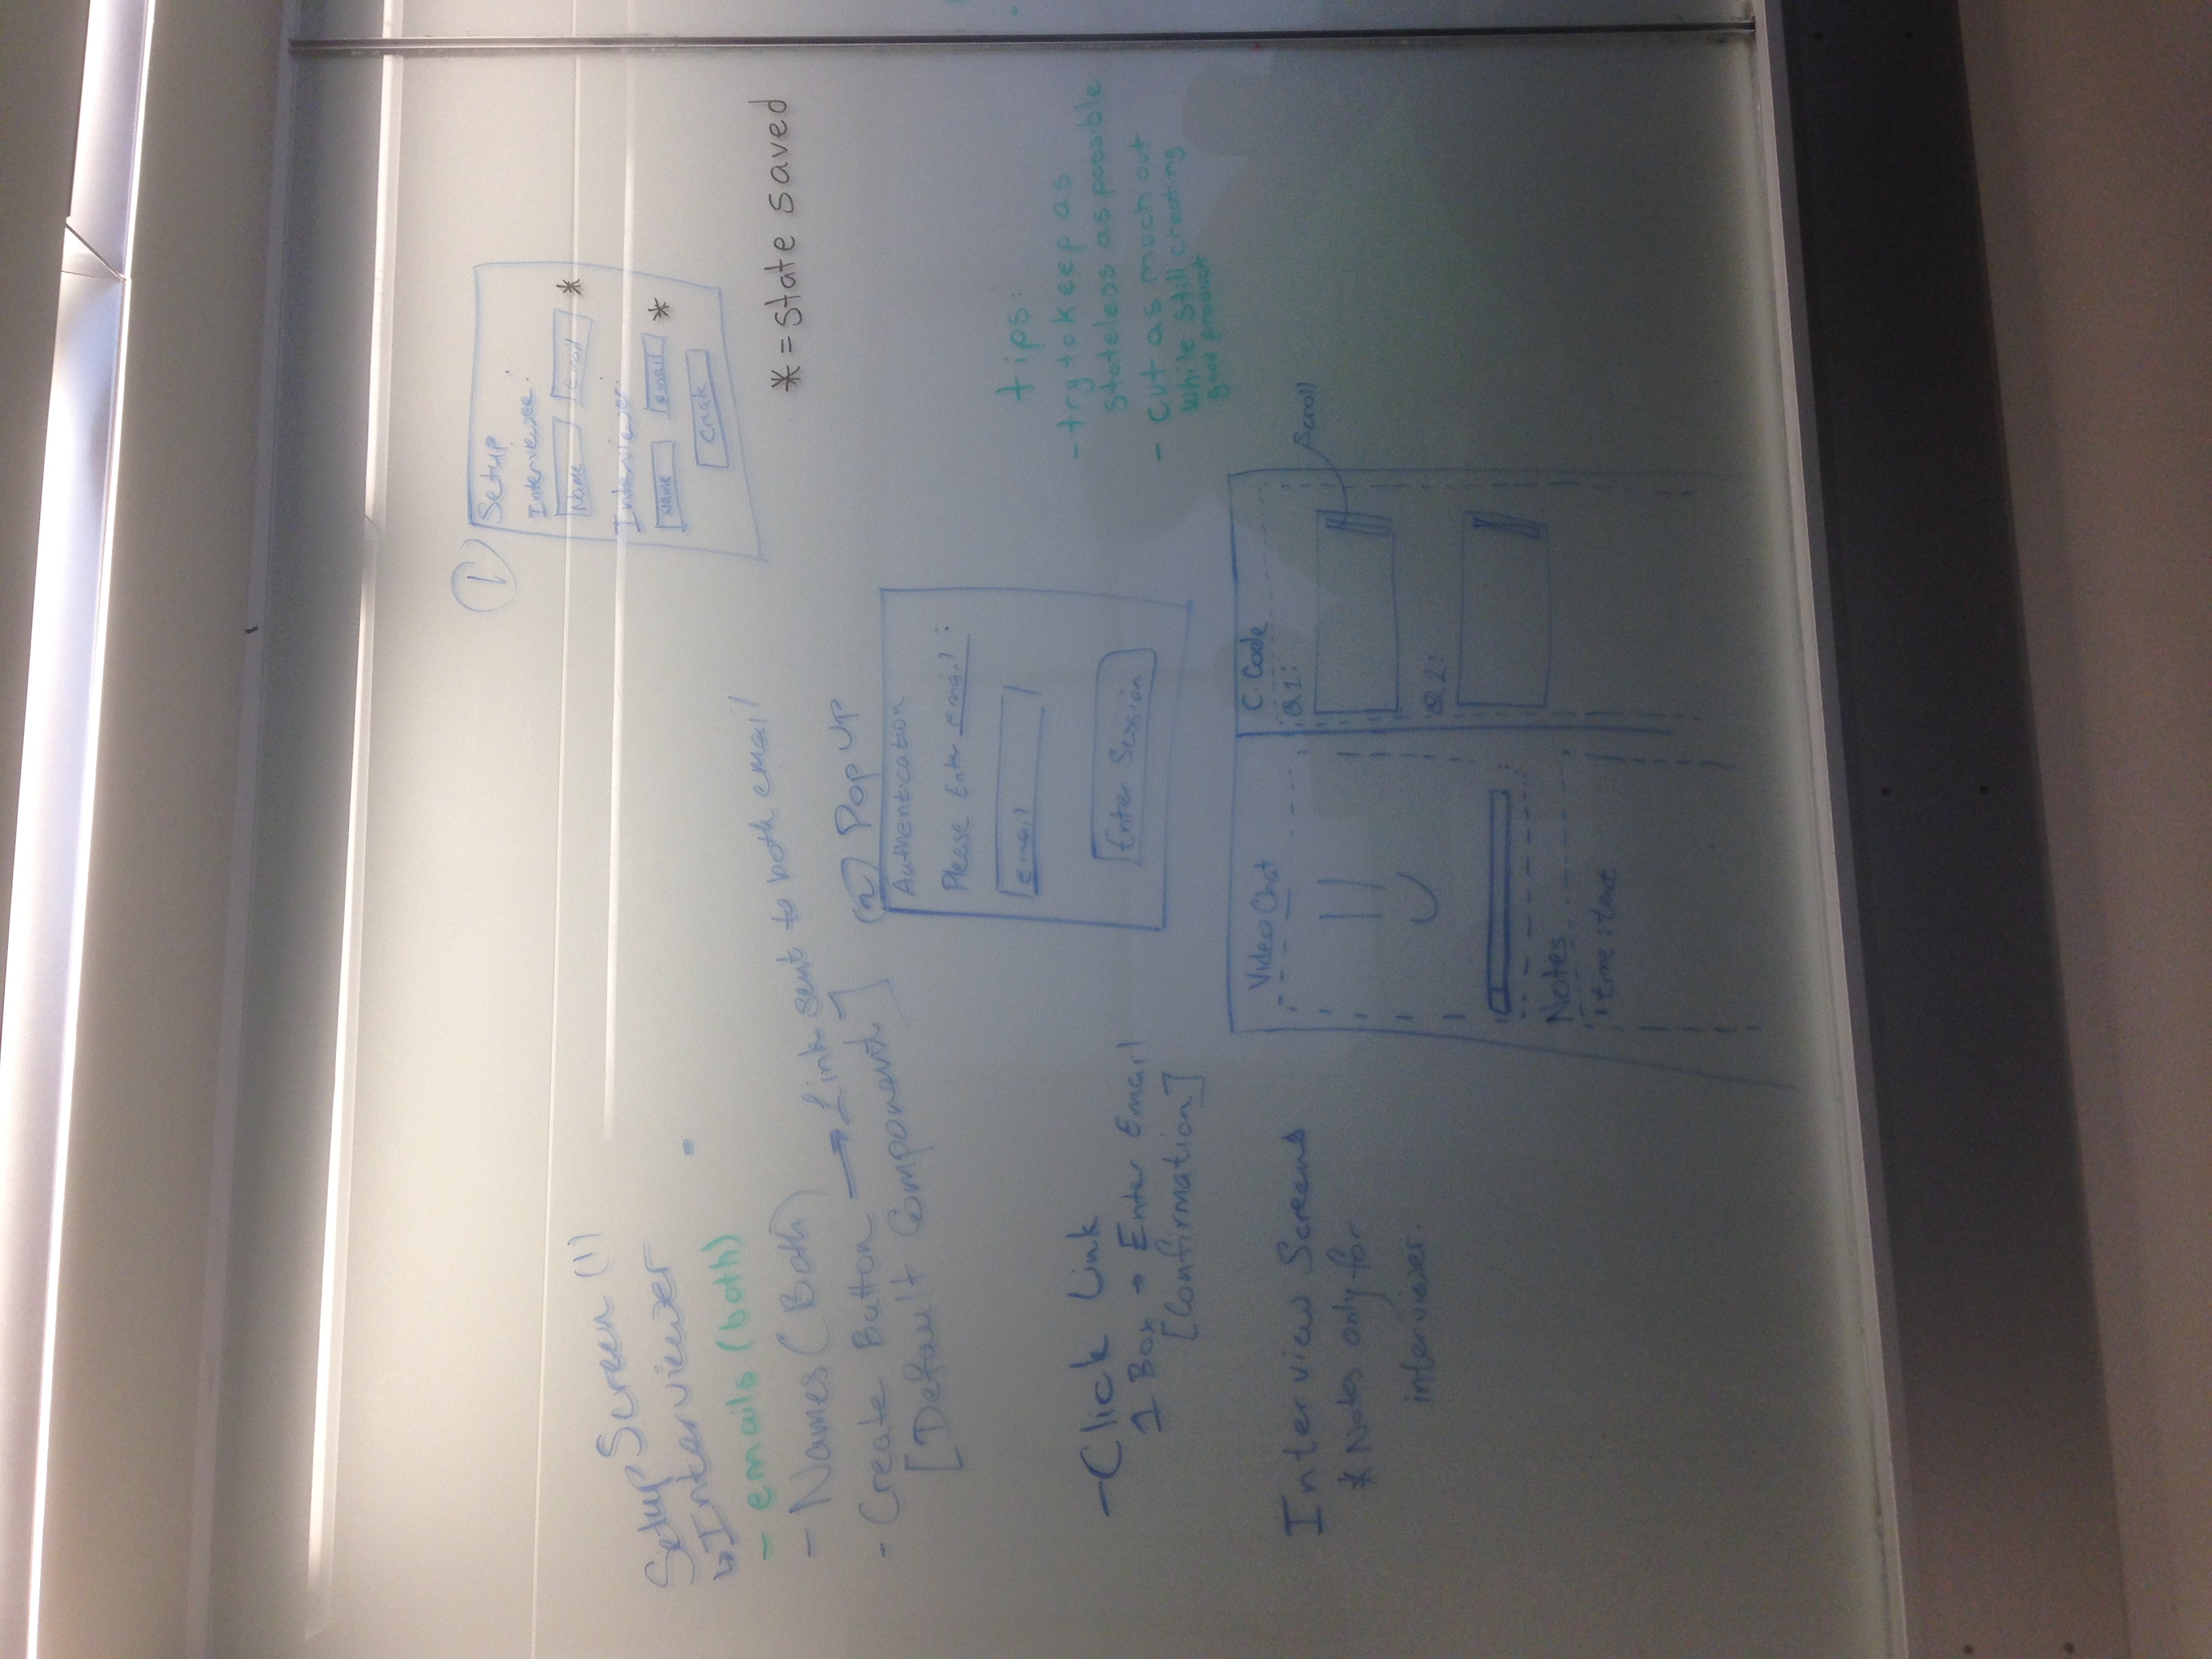 Setup Screen (1)
↳ Interviewer
- emails (both)
- Names (Both)
- Create Button → Link sent to both email
[Default Component]
- Click Link
1 Box → Enter Email
[Confirmation]
Interview Screens
* Notes only for
interviewer.
1
Setup
Interviewee:
Name email *
Interviewer:
Name email *
Create
* = state saved
2 Pop Up
Authentication
Please Enter email:
email
Enter Session
tips:
- try to keep as
stateless as possible
- cut as much out
while still creating
good product
Video Chat
Notes
time : text
C. Code
Q1:
Scroll
Q2: